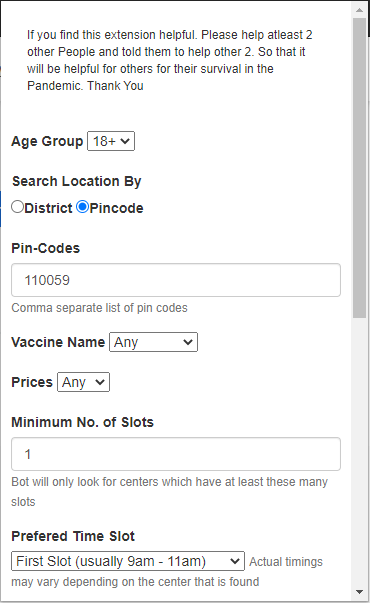 If you find this extension helpful. Please help atleast 2
other People and told them to help other 2. So that it
will be helpful for others for their survival in the
Pandemic. Thank You
Age Group 18+
Search Location By
District Pincode
Pin-Codes
110059
Comma separate list of pin codes
Vaccine Name Any
Prices Any
Minimum No. of Slots
1
Bot will only look for centers which have at least these many
slots
Prefered Time Slot
First Slot (usually 9am - 11am) Actual timings
may vary depending on the center that is found